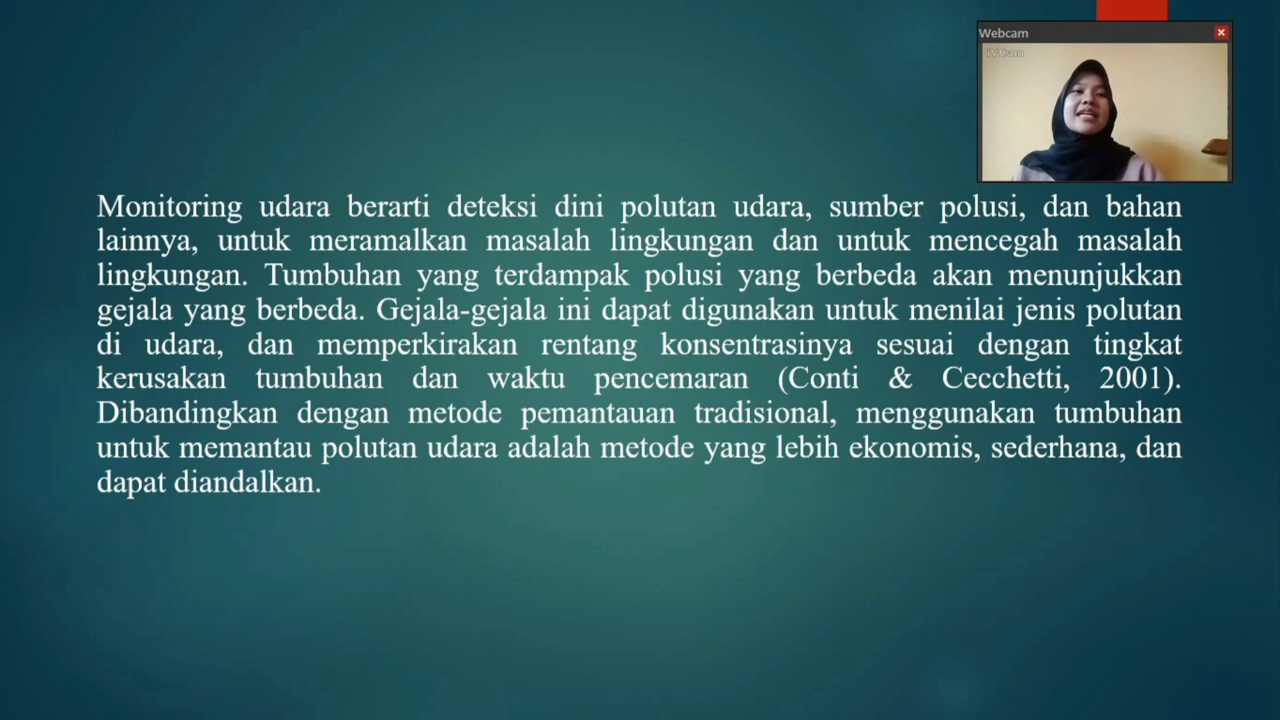 Webcam
iVCam
Monitoring udara berarti deteksi dini polutan udara, sumber polusi, dan bahan
lainnya, untuk meramalkan masalah lingkungan dan untuk mencegah masalah
lingkungan. Tumbuhan yang terdampak polusi yang berbeda akan menunjukkan
gejala yang berbeda. Gejala-gejala ini dapat digunakan untuk menilai jenis polutan
di udara, dan memperkirakan rentang konsentrasinya sesuai dengan tingkat
kerusakan tumbuhan dan waktu pencemaran (Conti & Cecchetti, 2001).
Dibandingkan dengan metode pemantauan tradisional, menggunakan tumbuhan
untuk memantau polutan udara adalah metode yang lebih ekonomis, sederhana, dan
dapat diandalkan.